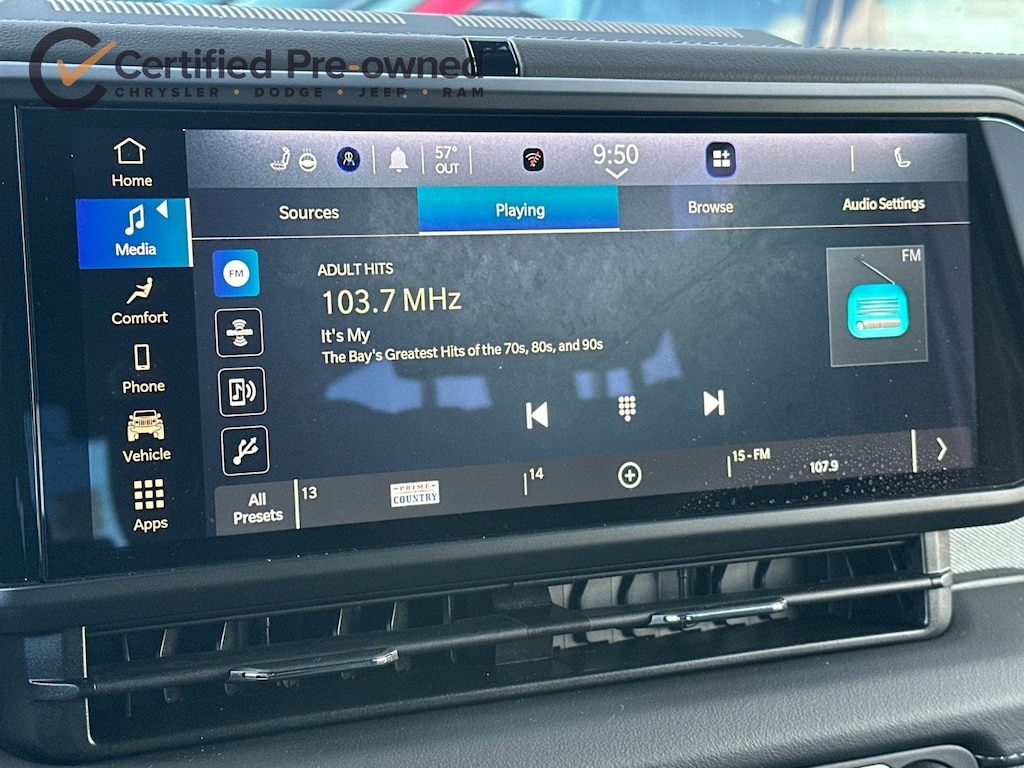 Certified Pre-owned
CHRYSLER • DODGE • JEEP • RAM
Home
57°
OUT
9:50
Media
Sources
Playing
Browse
Audio Settings
FM
ADULT HITS
103.7 MHz
It's My
The Bay's Greatest Hits of the 70s, 80s, and 90s
FM
Comfort
Phone
Vehicle
Apps
All
Presets
13
PRIME
COUNTRY
14
15 - FM
107.9